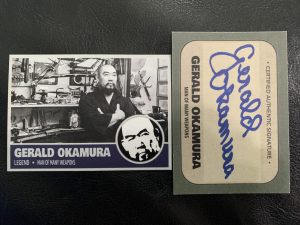 GERALD OKAMURA
LEGEND • MAN OF MANY WEAPONS
• CERTIFIED AUTHENTIC SIGNATURE •
Gerald
Okamura
GERALD OKAMURA
MAN OF MANY WEAPONS